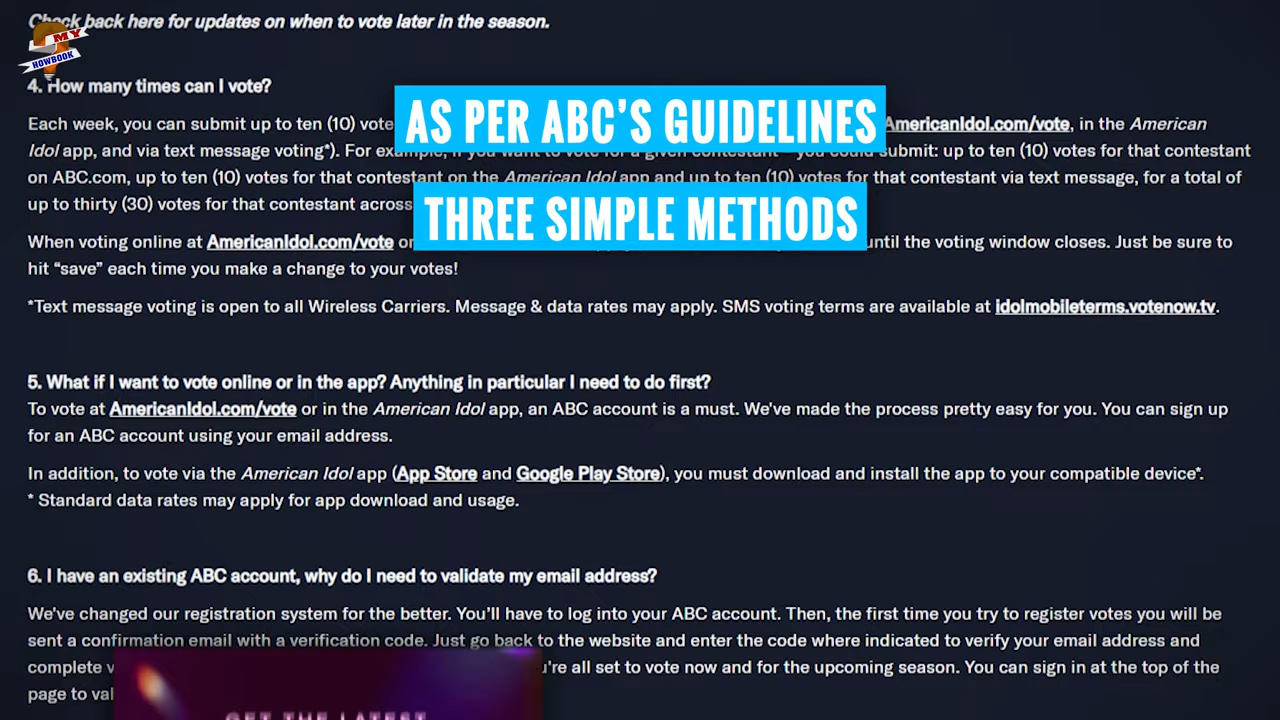 Check back here for updates on when to vote later in the season.
MY
HOWBOOK
4. How many times can I vote?
AS PER ABC'S GUIDELINES
Each week, you can submit up to ten (10) vote AmericanIdol.com/vote, in the American
Idol app, and via text message voting*). For example, if you want to vote for a given contestant you could submit: up to ten (10) votes for that contestant
on ABC.com, up to ten (10) votes for that contestant on the American Idol app and up to ten (10) votes for that contestant via text message, for a total of
THREE SIMPLE METHODS
up to thirty (30) votes for that contestant across
When voting online at AmericanIdol.com/vote or until the voting window closes. Just be sure to
hit “save” each time you make a change to your votes!
*Text message voting is open to all Wireless Carriers. Message & data rates may apply. SMS voting terms are available at idolmobileterms.votenow.tv.
5. What if I want to vote online or in the app? Anything in particular I need to do first?
To vote at AmericanIdol.com/vote or in the American Idol app, an ABC account is a must. We've made the process pretty easy for you. You can sign up
for an ABC account using your email address.
In addition, to vote via the American Idol app (App Store and Google Play Store), you must download and install the app to your compatible device*.
* Standard data rates may apply for app download and usage.
6. I have an existing ABC account, why do I need to validate my email address?
We've changed our registration system for the better. You’ll have to log into your ABC account. Then, the first time you try to register votes you will be
sent a confirmation email with a verification code. Just go back to the website and enter the code where indicated to verify your email address and
complete v 're all set to vote now and for the upcoming season. You can sign in at the top of the
page to val
GET THE LATEST